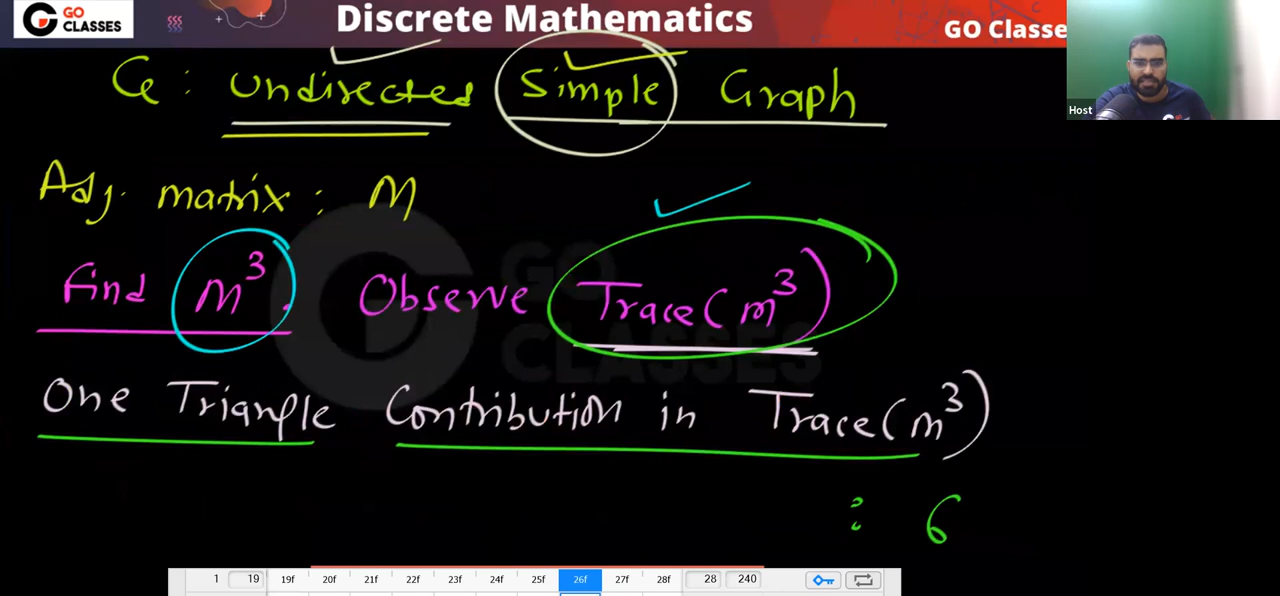 GO CLASSES
Discrete Mathematics
GO Classe
Host
G : Undirected Simple Graph
Adj. matrix : M
Find M³. Observe Trace(M³)
GO CLASSES
One Triangle Contribution in Trace(M³)
: 6
1 19 19f 20f 21f 22f 23f 24f 25f 26f 27f 28f 28 240